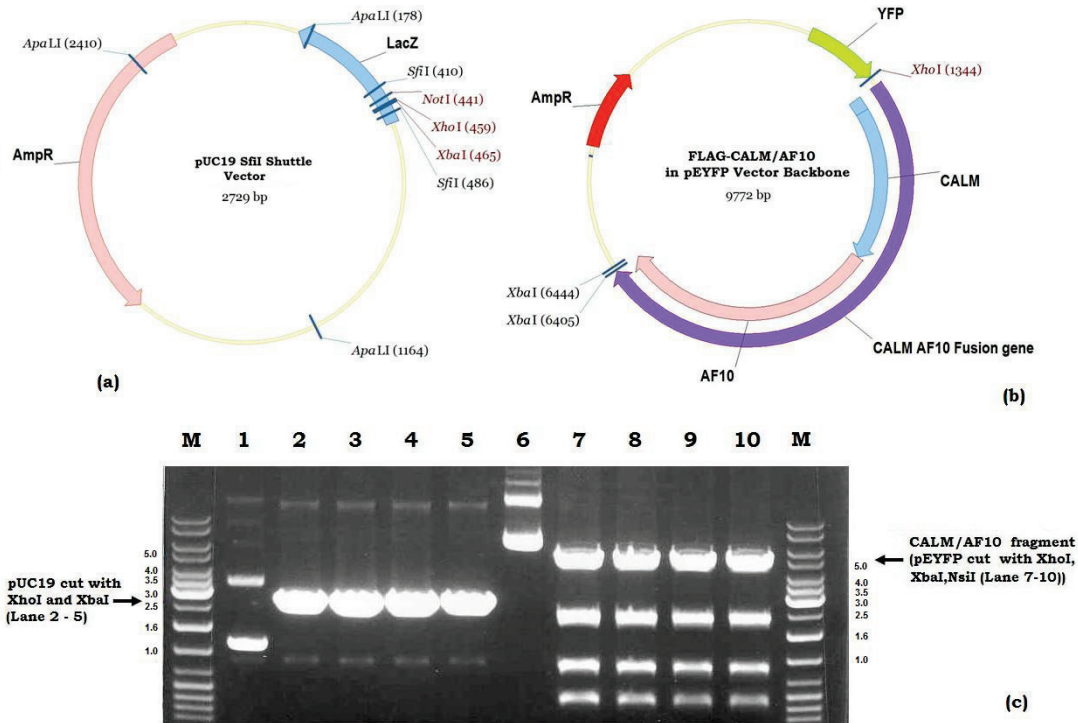 ApaLI (178)
LacZ
ApaLI (2410)
SfiI (410)
NotI (441)
XhoI (459)
XbaI (465)
SfiI (486)
AmpR
pUC19 SfiI Shuttle
Vector
2729 bp
ApaLI (1164)
(a)
YFP
XhoI (1344)
AmpR
FLAG-CALM/AF10
in pEYFP Vector Backbone
9772 bp
CALM
XbaI (6444)
XbaI (6405)
CALM AF10 Fusion gene
AF10
(b)
M 1 2 3 4 5 6 7 8 9 10 M
5.0
4.0
3.5
3.0
2.5
1.6
1.0
pUC19 cut with
XhoI and XbaI
(Lane 2 - 5)
5.0
4.0
3.5
3.0
2.5
1.6
1.0
CALM/AF10 fragment
(pEYFP cut with XhoI,
XbaI,NsiI (Lane 7-10))
(c)